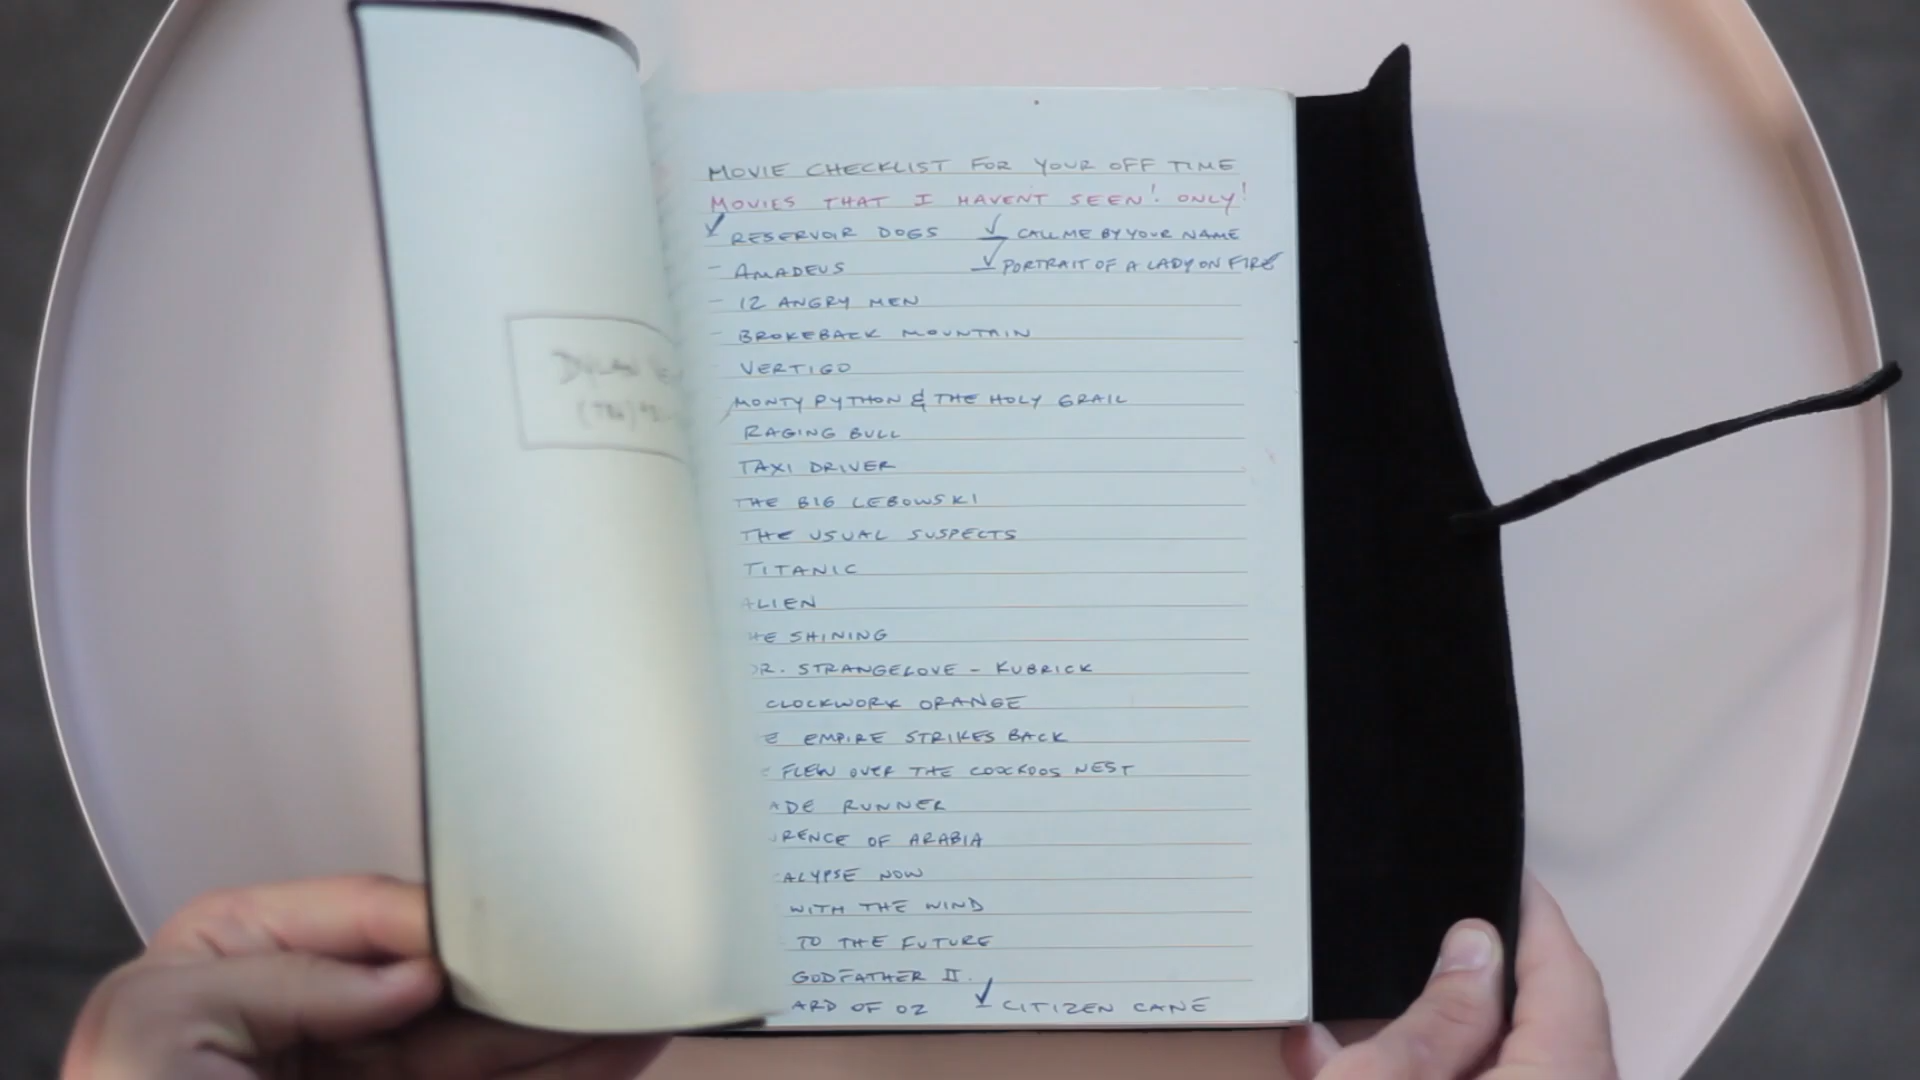 MOVIE CHECKLIST FOR YOUR OFF TIME
MOVIES THAT I HAVENT SEEN! ONLY!
✓ RESERVOIR DOGS ✓ CALL ME BY YOUR NAME
- AMADEUS ✓ PORTRAIT OF A LADY ON FIRE
- 12 ANGRY MEN
- BROKEBACK MOUNTAIN
VERTIGO
MONTY PYTHON & THE HOLY GRAIL
RAGING BULL
TAXI DRIVER
THE BIG LEBOWSKI
THE USUAL SUSPECTS
TITANIC
ALIEN
HE SHINING
DR. STRANGELOVE - KUBRICK
CLOCKWORK ORANGE
E EMPIRE STRIKES BACK
FLEW OVER THE COOCKOOS NEST
ADE RUNNER
RENCE OF ARABIA
ALYPSE NOW
WITH THE WIND
TO THE FUTURE
GODFATHER II.
ARD OF OZ ✓ CITIZEN CANE
DYLAN